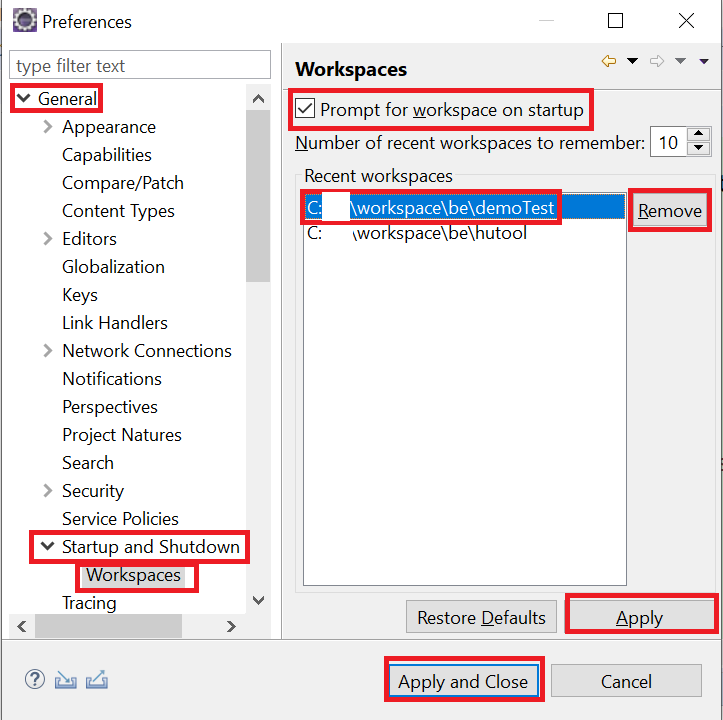 Preferences
type filter text
General
Appearance
Capabilities
Compare/Patch
Content Types
Editors
Globalization
Keys
Link Handlers
Network Connections
Notifications
Perspectives
Project Natures
Search
Security
Service Policies
Startup and Shutdown
Workspaces
Tracing
Workspaces
Prompt for workspace on startup
Number of recent workspaces to remember: 10
Recent workspaces
C: \workspace\be\demoTest
C: \workspace\be\hutool
Remove
Restore Defaults
Apply
Apply and Close
Cancel